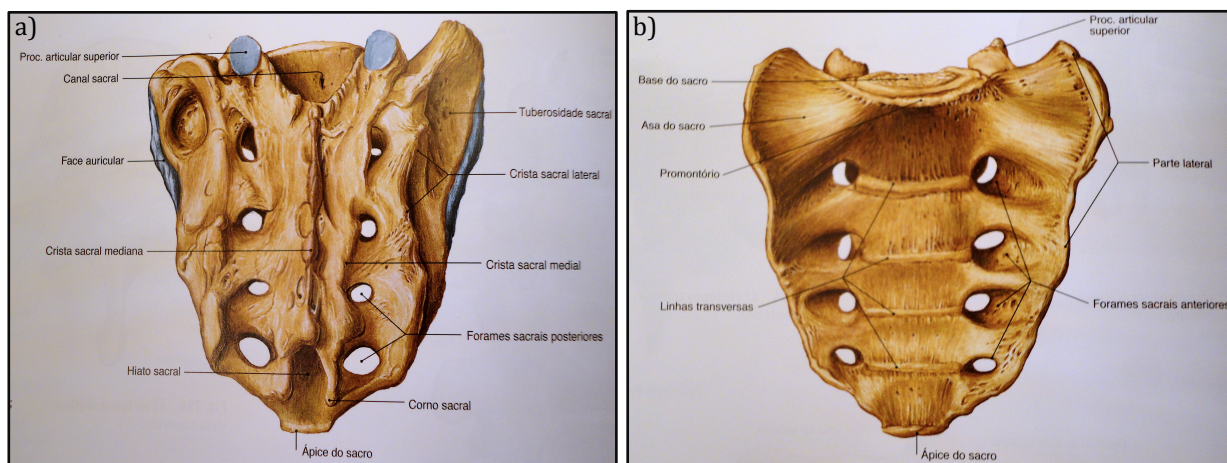 a)
Proc. articular superior
Canal sacral
Tuberosidade sacral
Face auricular
Crista sacral lateral
Crista sacral mediana
Crista sacral medial
Forames sacrais posteriores
Hiato sacral
Corno sacral
Ápice do sacro
b)
Proc. articular
superior
Base do sacro
Asa do sacro
Parte lateral
Promontório
Linhas transversas
Forames sacrais anteriores
Ápice do sacro